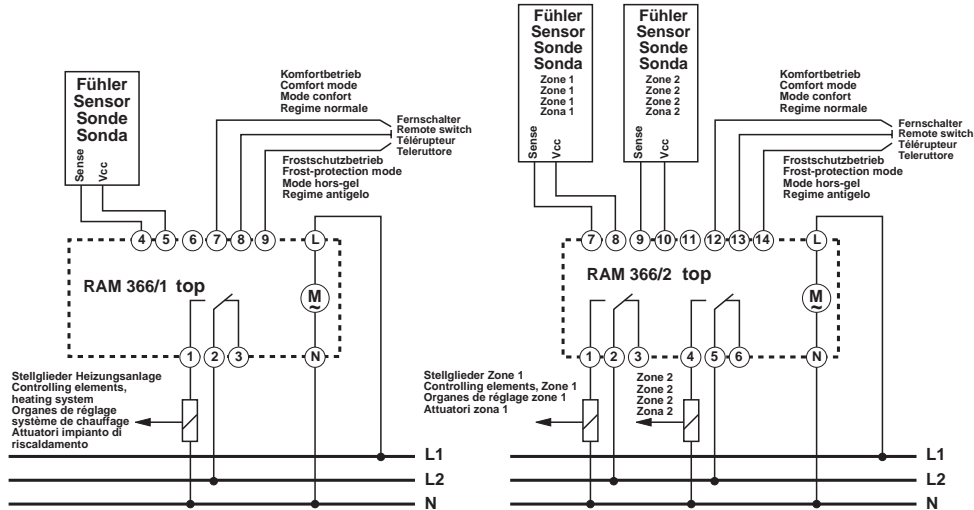 Fühler
Sensor
Sonde
Sonda
Sense
Vcc
Komfortbetrieb
Comfort mode
Mode confort
Regime normale
Fernschalter
Remote switch
Télérupteur
Teleruttore
Frostschutzbetrieb
Frost-protection mode
Mode hors-gel
Regime antigelo
4 5 6 7 8 9 L
RAM 366/1 top
M
~
1 2 3 N
Stellglieder Heizungsanlage
Controlling elements,
heating system
Organes de réglage
système de chauffage
Attuatori impianto di
riscaldamento
L1
L2
N
Fühler
Sensor
Sonde
Sonda
Zone 1
Zone 1
Zone 1
Zona 1
Sense
Vcc
Fühler
Sensor
Sonde
Sonda
Zone 2
Zone 2
Zone 2
Zona 2
Sense
Vcc
Komfortbetrieb
Comfort mode
Mode confort
Regime normale
Fernschalter
Remote switch
Télérupteur
Teleruttore
Frostschutzbetrieb
Frost-protection mode
Mode hors-gel
Regime antigelo
7 8 9 10 11 12 13 14 L
RAM 366/2 top
M
~
1 2 3 4 5 6 N
Stellglieder Zone 1
Controlling elements, Zone 1
Organes de réglage zone 1
Attuatori zona 1
Zone 2
Zone 2
Zone 2
Zona 2
L1
L2
N